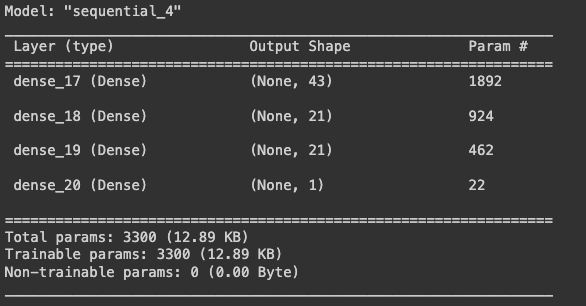 Model: "sequential_4"
Layer (type) Output Shape Param #
dense_17 (Dense) (None, 43) 1892
dense_18 (Dense) (None, 21) 924
dense_19 (Dense) (None, 21) 462
dense_20 (Dense) (None, 1) 22
Total params: 3300 (12.89 KB)
Trainable params: 3300 (12.89 KB)
Non-trainable params: 0 (0.00 Byte)